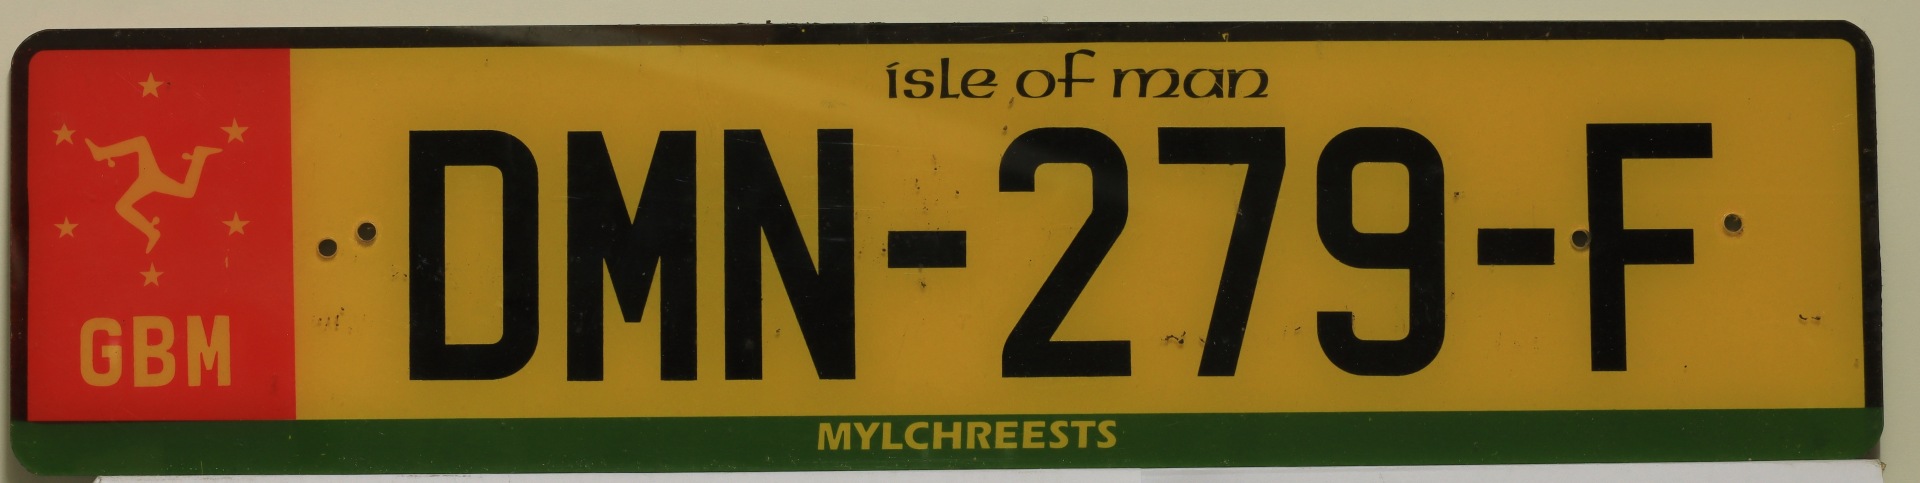 isle of man
GBM
DMN-279-F
MYLCHREESTS